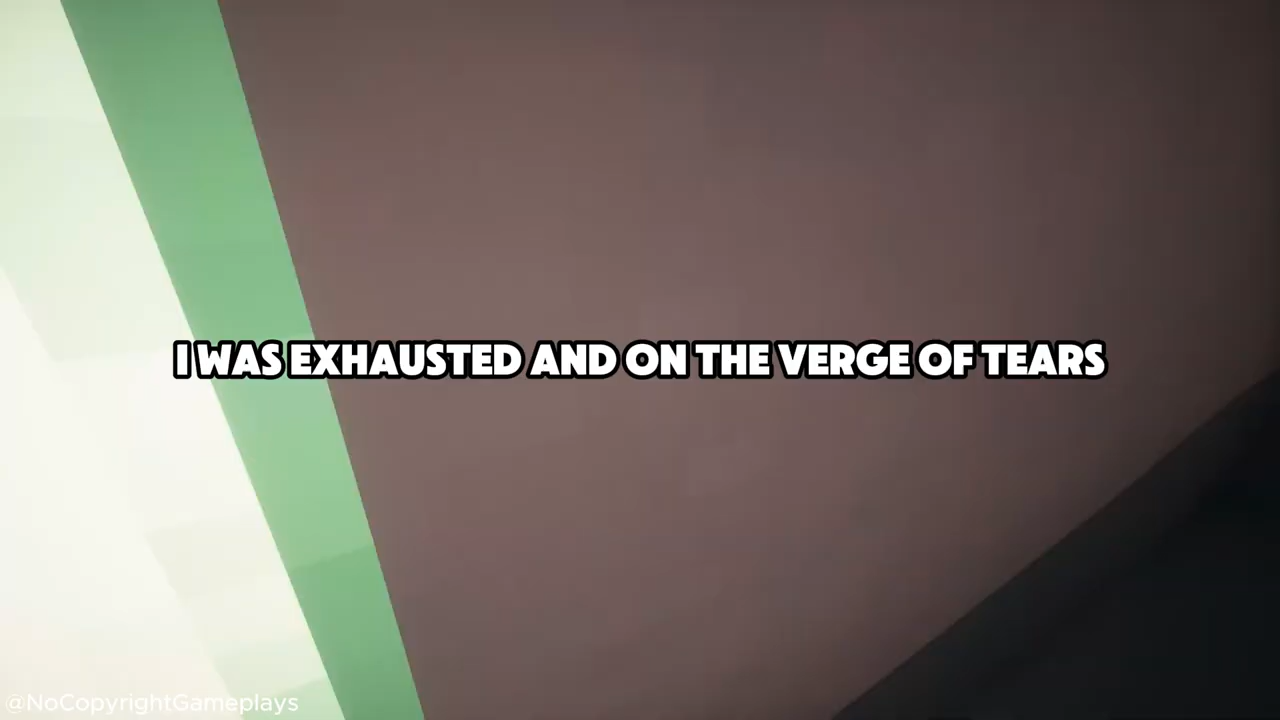 I WAS EXHAUSTED AND ON THE VERGE OF TEARS
@NoCopyrightGameplays